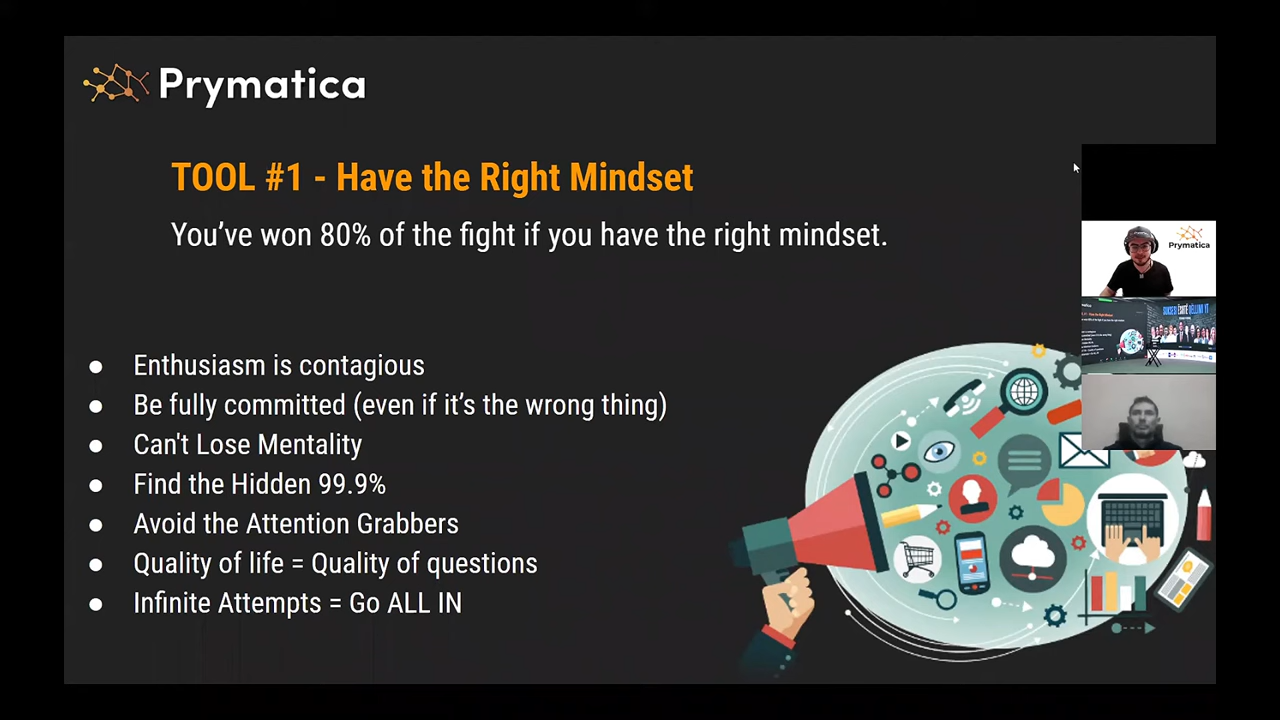 Prymatica
TOOL #1 - Have the Right Mindset
You’ve won 80% of the fight if you have the right mindset.
Prymatica
● Enthusiasm is contagious
● Be fully committed (even if it’s the wrong thing)
● Can't Lose Mentality
● Find the Hidden 99.9%
● Avoid the Attention Grabbers
● Quality of life = Quality of questions
● Infinite Attempts = Go ALL IN